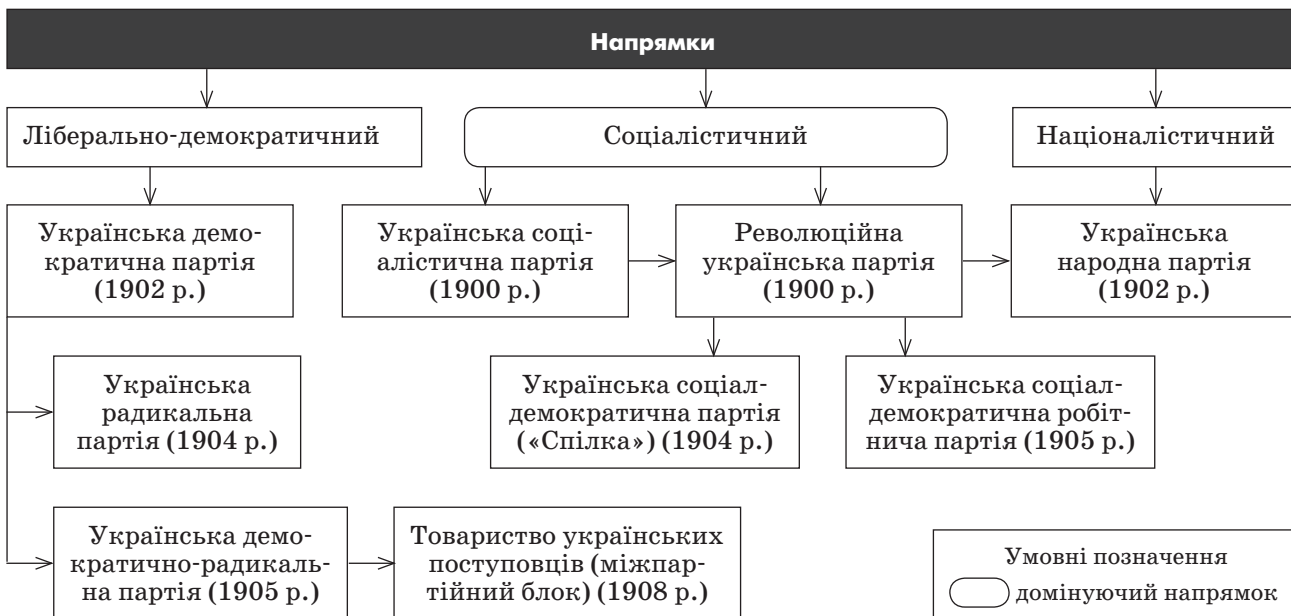 Напрямки
Ліберально-демократичний
Соціалістичний
Націоналістичний
Українська демо-
кратична партія
(1902 р.)
Українська соці-
алістична партія
(1900 р.)
Революційна
українська партія
(1900 р.)
Українська
народна партія
(1902 р.)
Українська
радикальна
партія (1904 р.)
Українська соціал-
демократична партія
(«Спілка») (1904 р.)
Українська соціал-
демократична робіт-
нича партія (1905 р.)
Українська демо-
кратично-радикаль-
на партія (1905 р.)
Товариство українських
поступовців (міжпар-
тійний блок) (1908 р.)
Умовні позначення
домінуючий напрямок